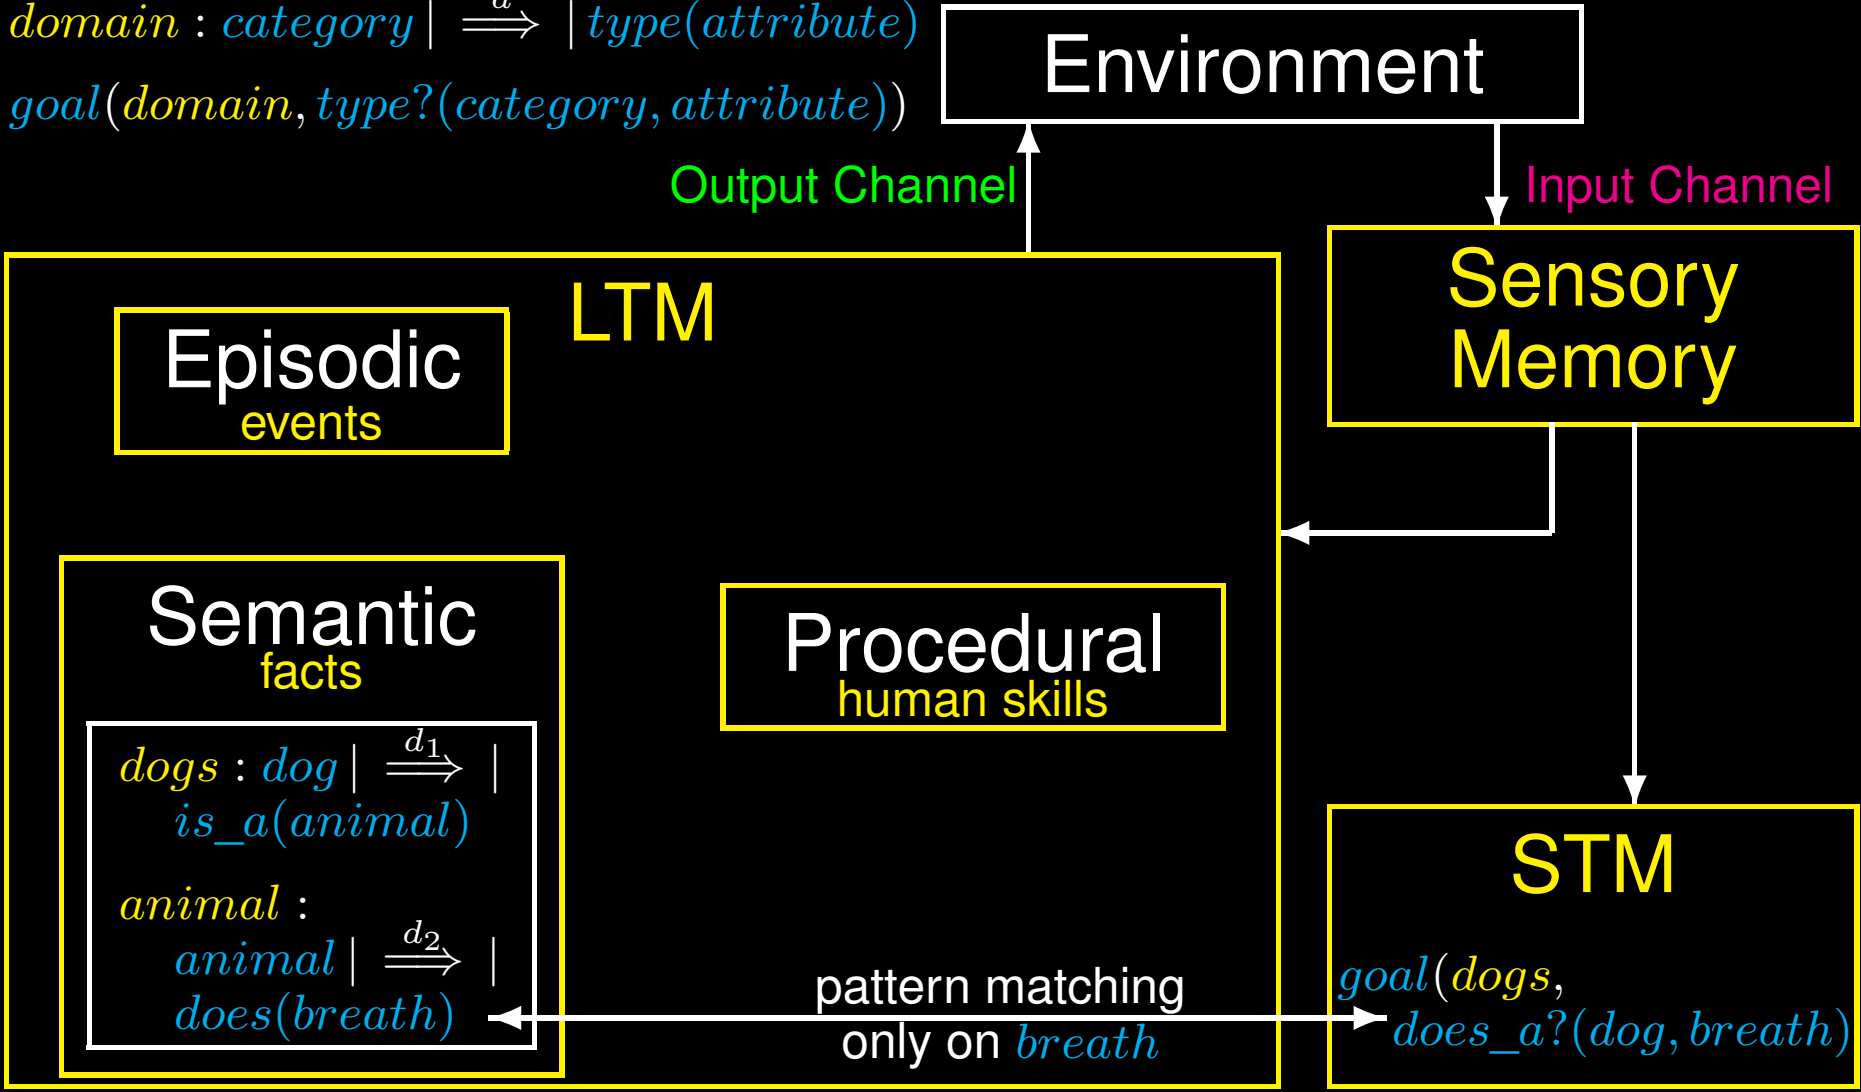 domain : category | d⟹ | type(attribute)
goal(domain, type?(category, attribute))
Environment
Output Channel
Input Channel
LTM
Sensory
Memory
Episodic
events
Semantic
facts
Procedural
human skills
dogs : dog | d₁⟹ |
is_a(animal)
animal :
animal | d₂⟹ |
does(breath)
pattern matching
only on breath
STM
goal(dogs,
does_a?(dog, breath)